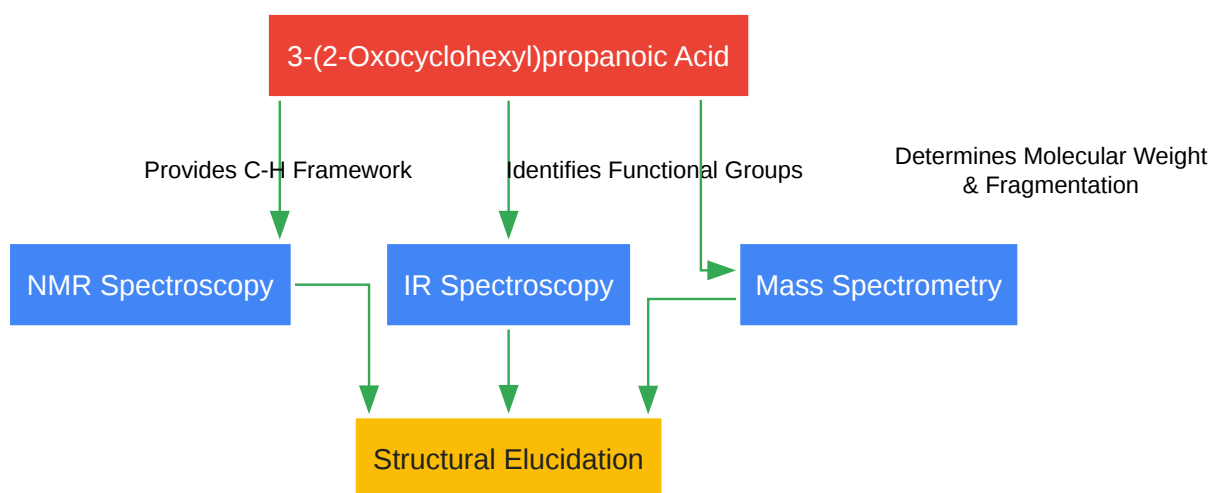 3-(2-Oxocyclohexyl)propanoic Acid
Provides C-H Framework
Identifies Functional Groups
Determines Molecular Weight
& Fragmentation
NMR Spectroscopy
IR Spectroscopy
Mass Spectrometry
Structural Elucidation